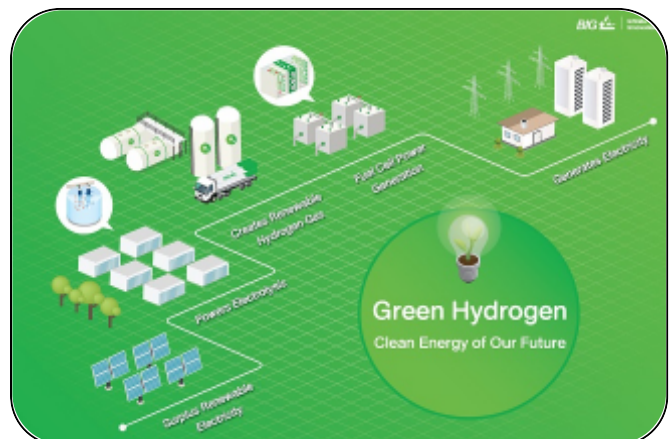 BIG
Generates Electricity
Fuel Cell Power
Generation
Creates Renewable
Hydrogen Gas
Powers Electrolysis
Surplus Renewable
Electricity
Green Hydrogen
Clean Energy of Our Future